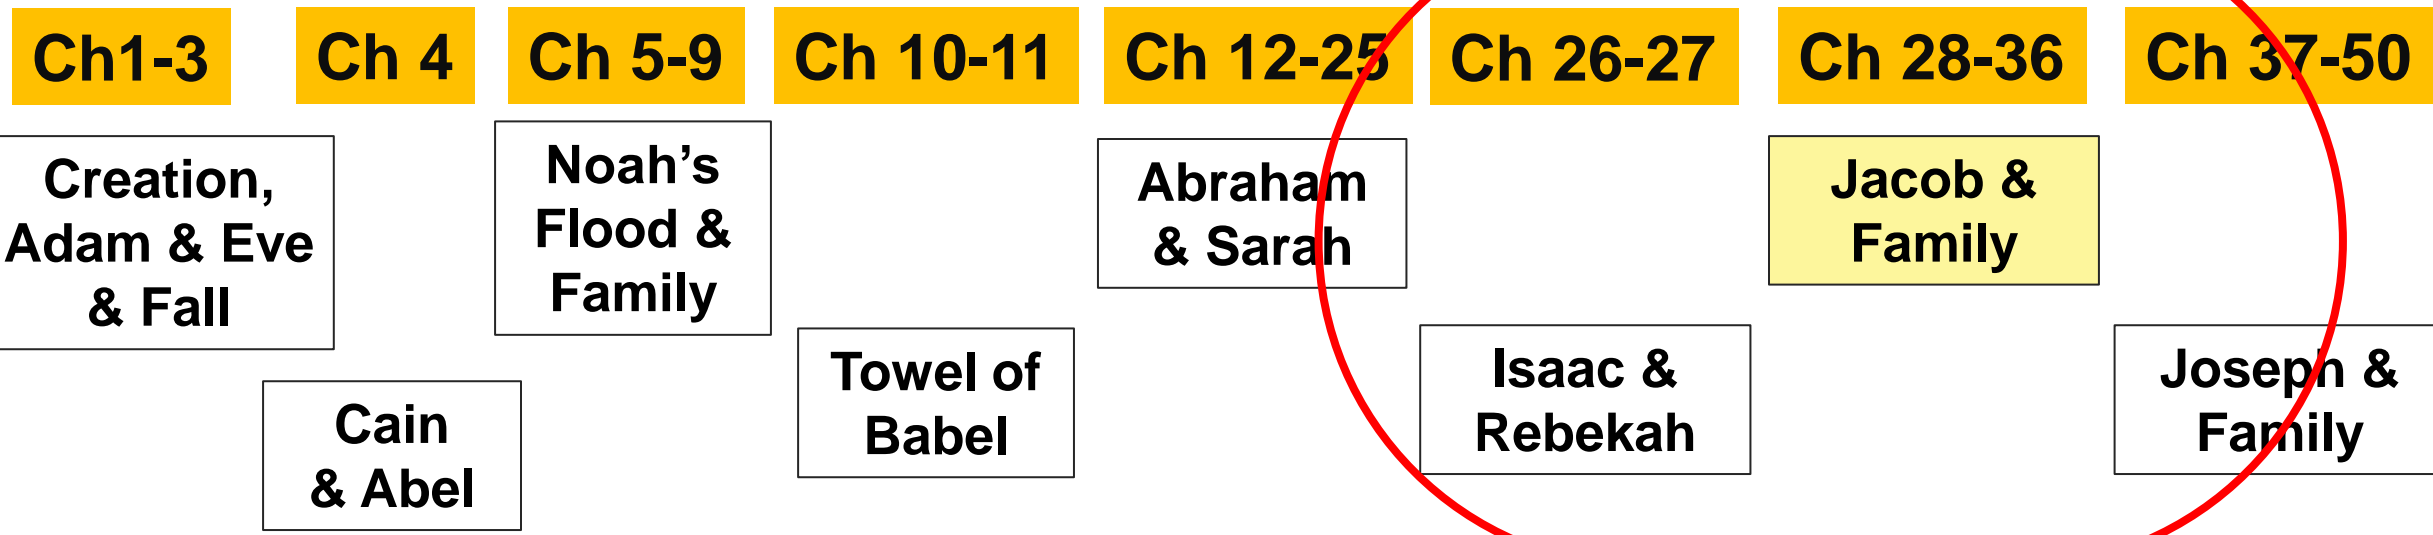 Ch1-3
Ch 4
Ch 5-9
Ch 10-11
Ch 12-25
Ch 26-27
Ch 28-36
Ch 37-50
Creation,
Adam & Eve
& Fall
Cain
& Abel
Noah’s
Flood &
Family
Towel of
Babel
Abraham
& Sarah
Isaac &
Rebekah
Jacob &
Family
Joseph &
Family